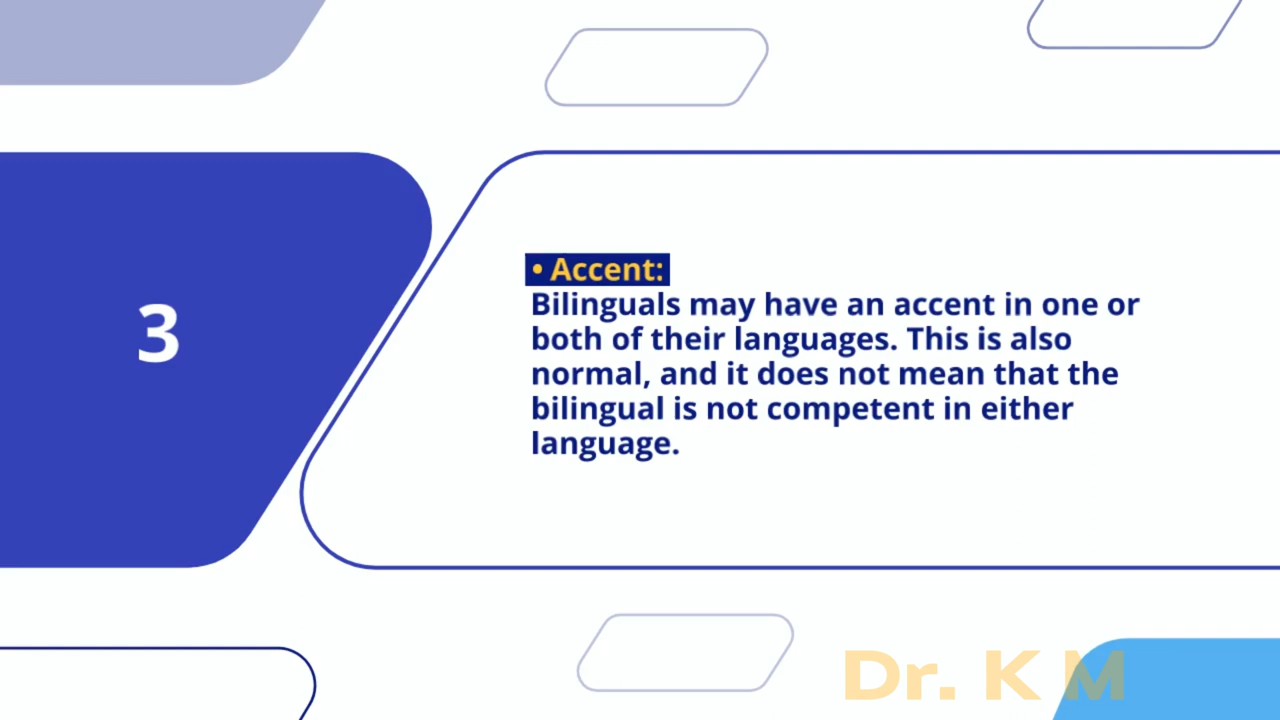 3
• Accent:
Bilinguals may have an accent in one or
both of their languages. This is also
normal, and it does not mean that the
bilingual is not competent in either
language.
Dr. K M